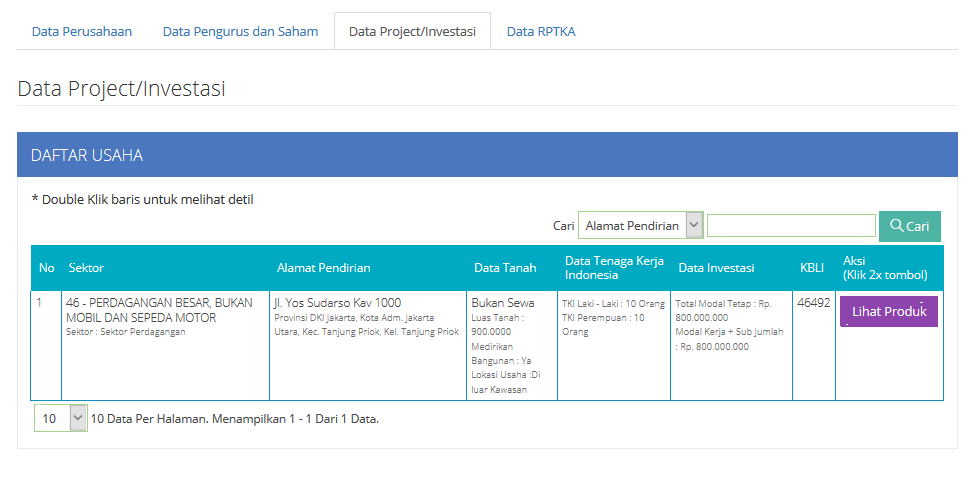 Data Perusahaan Data Pengurus dan Saham Data Project/Investasi Data RPTKA
Data Project/Investasi
DAFTAR USAHA
* Double Klik baris untuk melihat detil
Cari Alamat Pendirian Cari
No Sektor Alamat Pendirian Data Tanah Data Tenaga Kerja Indonesia Data Investasi KBLI Aksi (Klik 2x tombol)
1
46 - PERDAGANGAN BESAR, BUKAN
MOBIL DAN SEPEDA MOTOR
Sektor : Sektor Perdagangan
Jl. Yos Sudarso Kav 1000
Provinsi DKI Jakarta, Kota Adm. Jakarta
Utara, Kec. Tanjung Priok, Kel. Tanjung Priok
Bukan Sewa
Luas Tanah :
900.0000
Medirikan
Bangunan : Ya
Lokasi Usaha :Di
luar Kawasan
TKI Laki - Laki : 10 Orang
TKI Perempuan : 10
Orang
Total Modal Tetap : Rp.
800.000.000
Modal Kerja + Sub Jumlah
: Rp. 800.000.000
46492
Lihat Produk
10 10 Data Per Halaman. Menampilkan 1 - 1 Dari 1 Data.